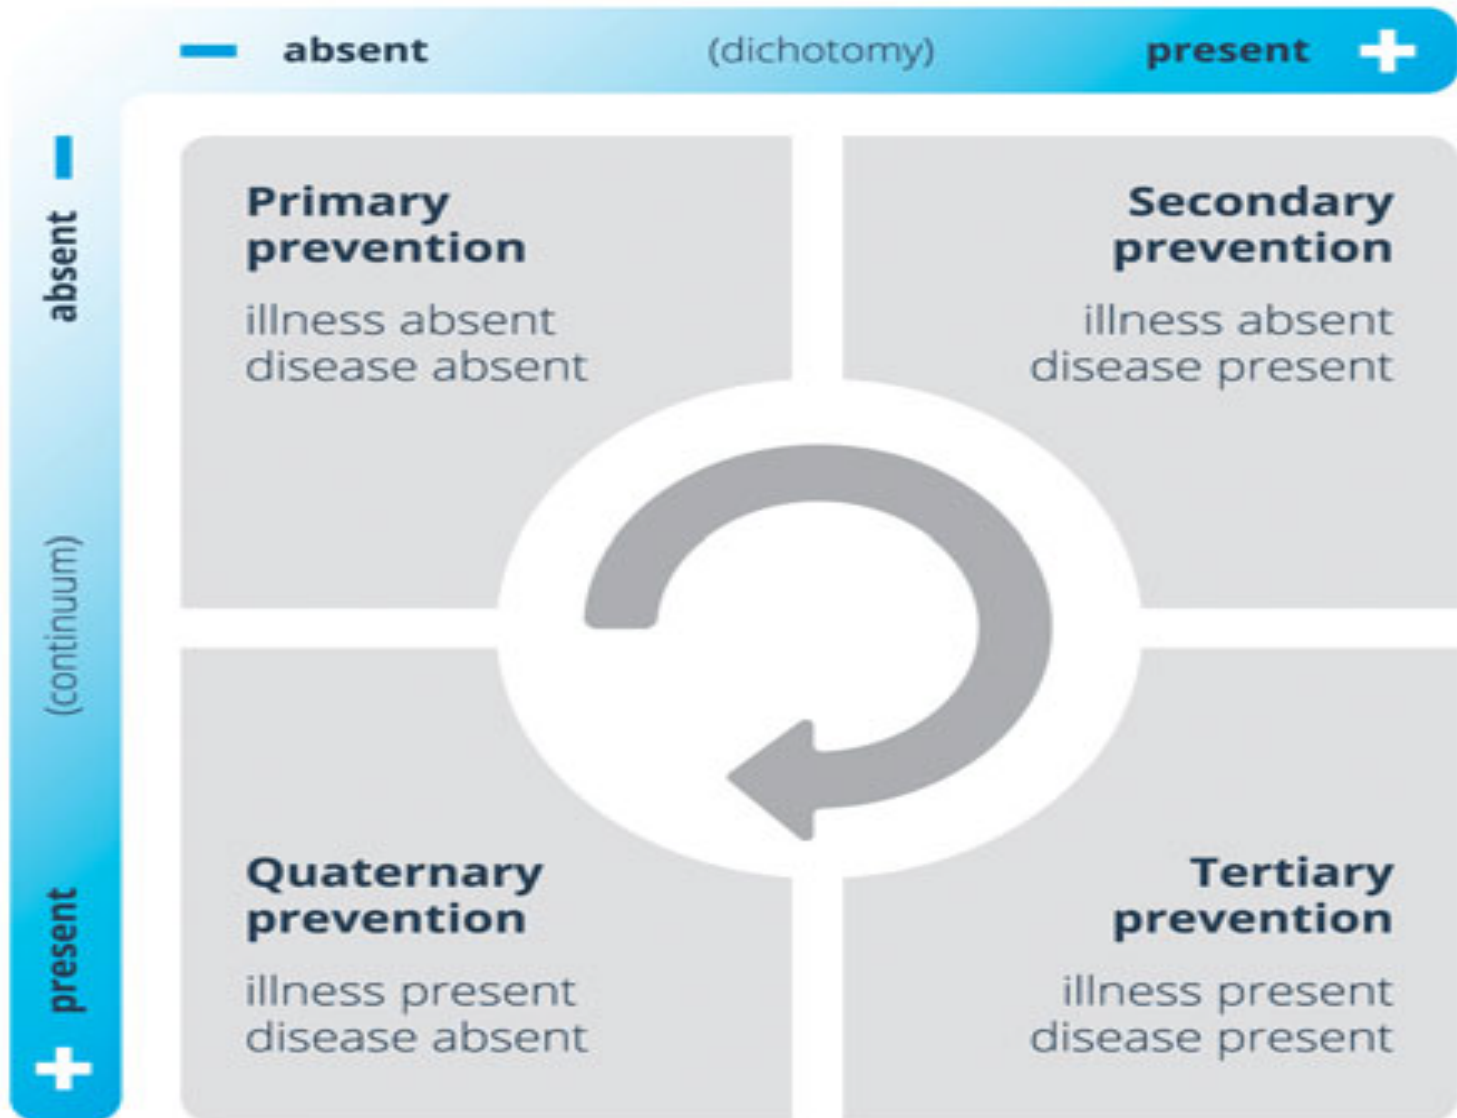 absent (dichotomy) present
absent
(continuum)
present
Primary
prevention
illness absent
disease absent
Secondary
prevention
illness absent
disease present
Quaternary
prevention
illness present
disease absent
Tertiary
prevention
illness present
disease present